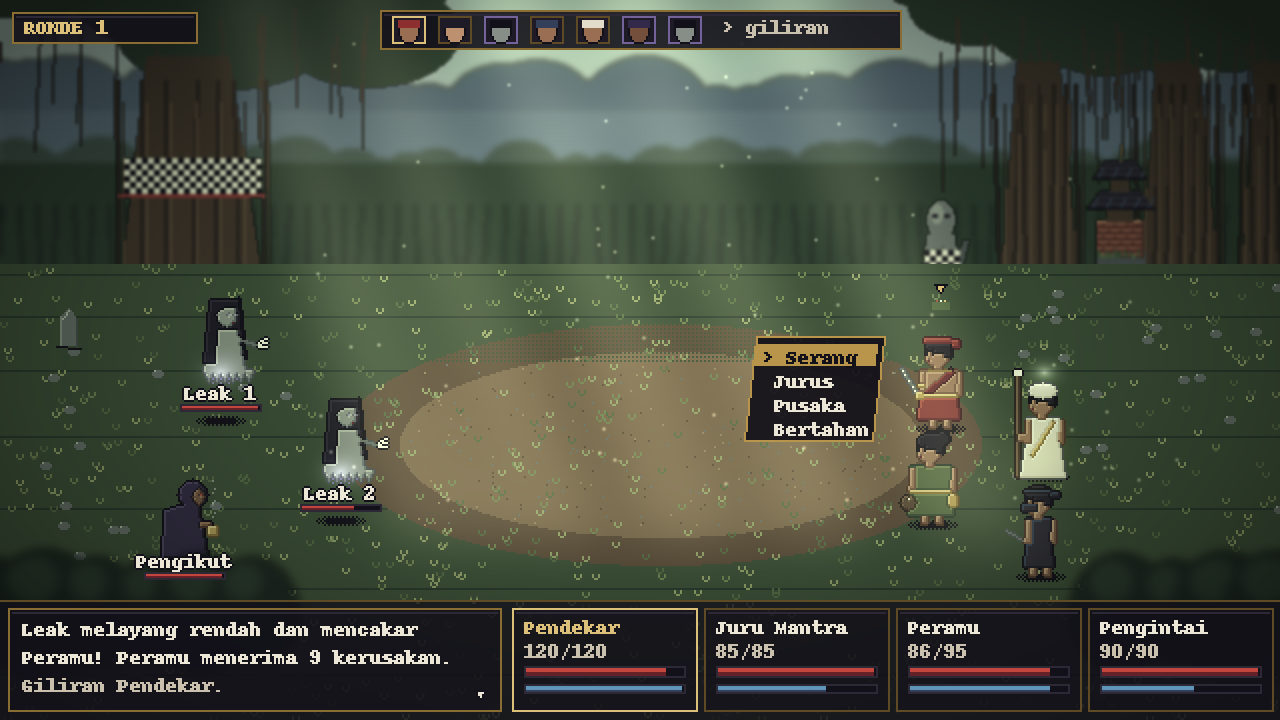 RONDE 1
> giliran
Leak 1
Leak 2
Pengikut
> Serang
Jurus
Pusaka
Bertahan
Leak melayang rendah dan mencakar
Peramu! Peramu menerima 9 kerusakan.
Giliran Pendekar.
Pendekar
120/120
Juru Mantra
85/85
Peramu
86/95
Pengintai
90/90